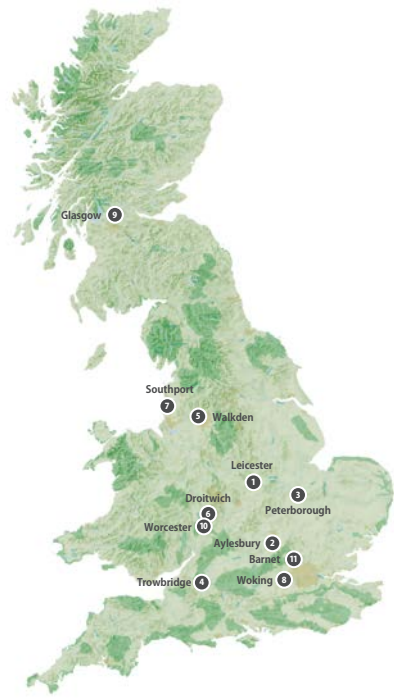 Glasgow 9
Southport
7
5 Walkden
Leicester
1
3
Peterborough
Droitwich
6
Worcester 10
Aylesbury 2
Barnet 11
Trowbridge 4
Woking 8